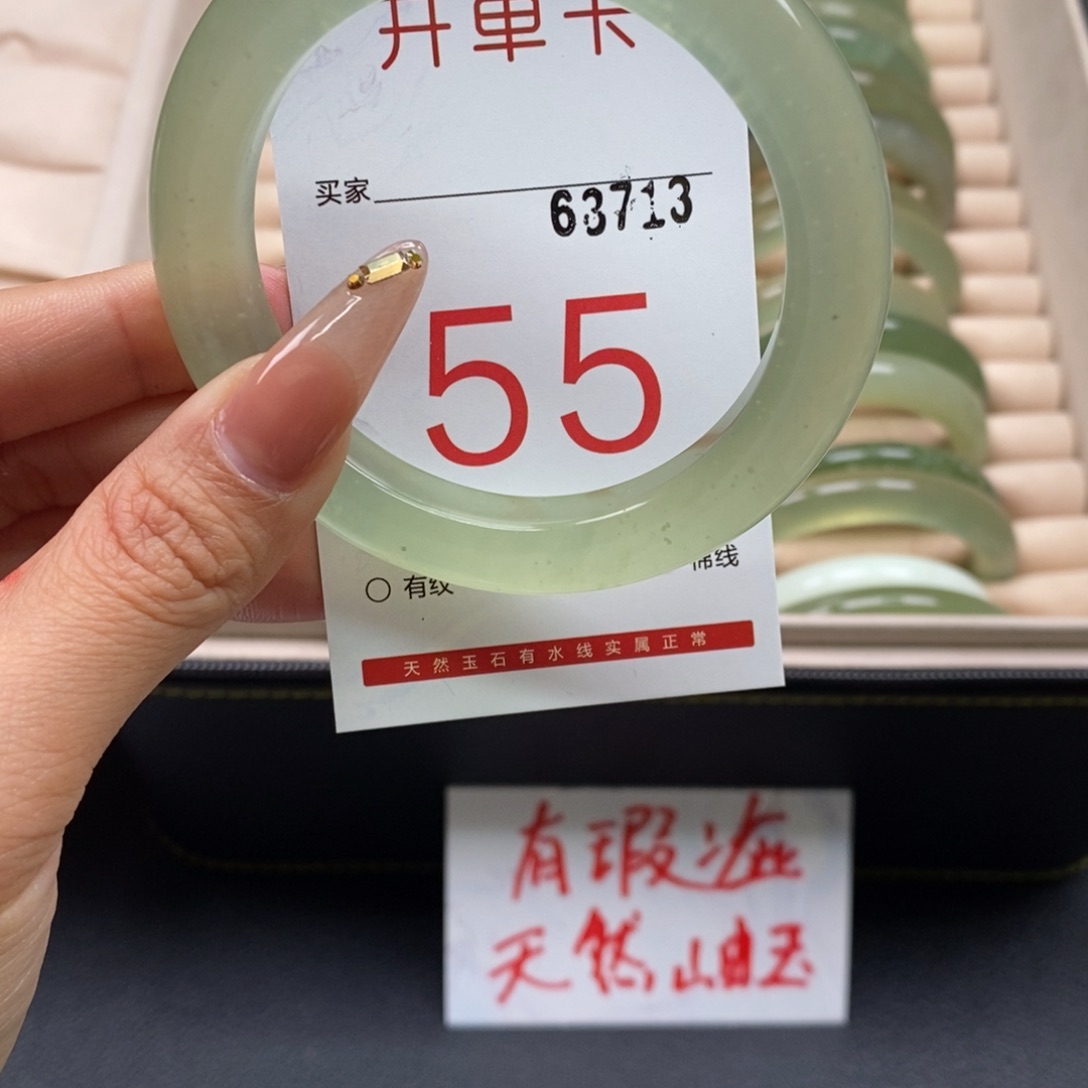 开单卡
买家
63713
55
有纹
棉线
天然玉石有水线实属正常
有瑕疵
天然岫玉